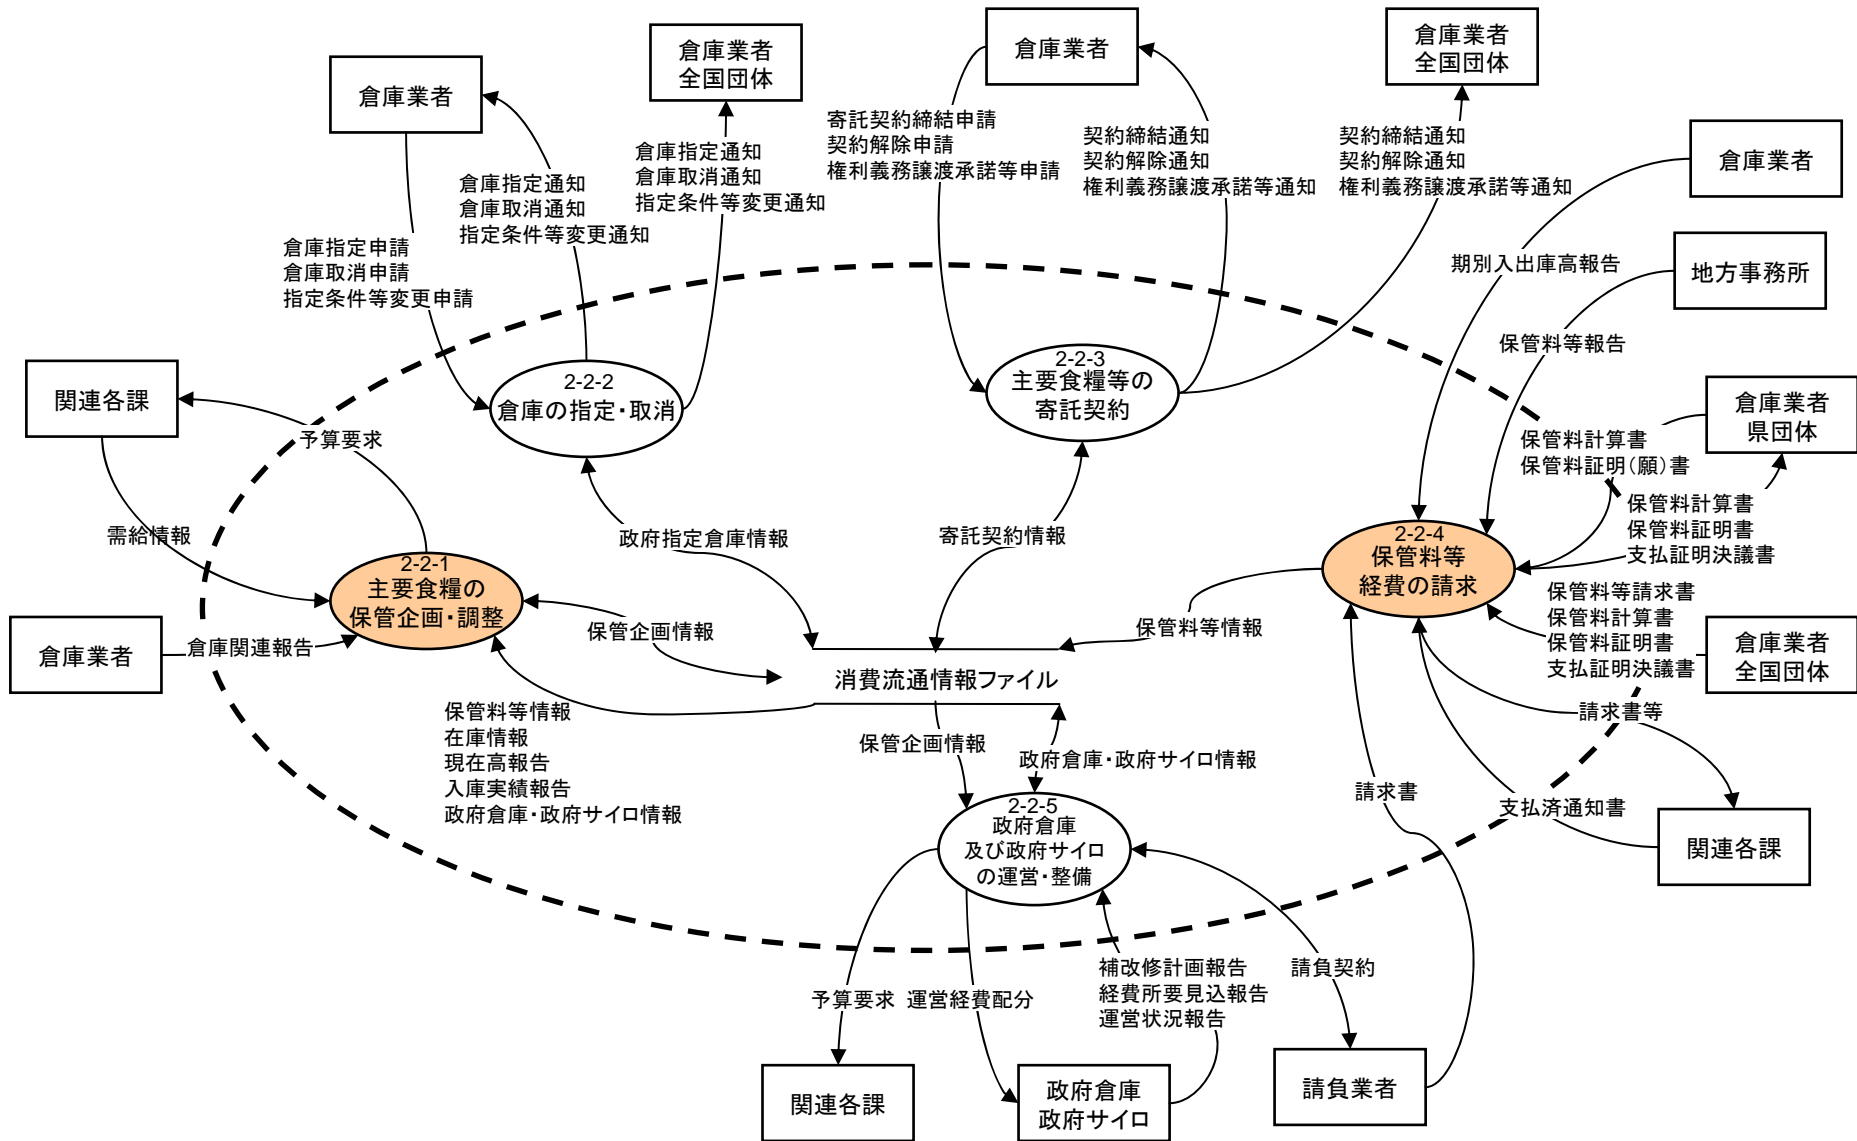 倉庫業者
倉庫業者
全国団体
倉庫業者
倉庫業者
全国団体
倉庫業者
地方事務所
倉庫指定申請
倉庫取消申請
指定条件等変更申請
倉庫指定通知
倉庫取消通知
指定条件等変更通知
倉庫指定通知
倉庫取消通知
指定条件等変更通知
寄託契約締結申請
契約解除申請
権利義務譲渡承諾等申請
契約締結通知
契約解除通知
権利義務譲渡承諾等通知
契約締結通知
契約解除通知
権利義務譲渡承諾等通知
期別入出庫高報告
保管料等報告
関連各課
予算要求
需給情報
2-2-2
倉庫の指定・取消
2-2-3
主要食糧等の
寄託契約
倉庫業者
県団体
保管料計算書
保管料証明(願)書
保管料計算書
保管料証明書
支払証明決議書
2-2-1
主要食糧の
保管企画・調整
政府指定倉庫情報
寄託契約情報
2-2-4
保管料等
経費の請求
保管料等請求書
保管料計算書
保管料証明書
支払証明決議書
倉庫業者
全国団体
倉庫業者
倉庫関連報告
保管企画情報
保管料等情報
消費流通情報ファイル
保管料等情報
在庫情報
現在高報告
入庫実績報告
政府倉庫・政府サイロ情報
保管企画情報
政府倉庫・政府サイロ情報
請求書等
請求書
支払済通知書
関連各課
2-2-5
政府倉庫
及び政府サイロ
の運営・整備
予算要求
運営経費配分
補改修計画報告
経費所要見込報告
運営状況報告
請負契約
関連各課
政府倉庫
政府サイロ
請負業者